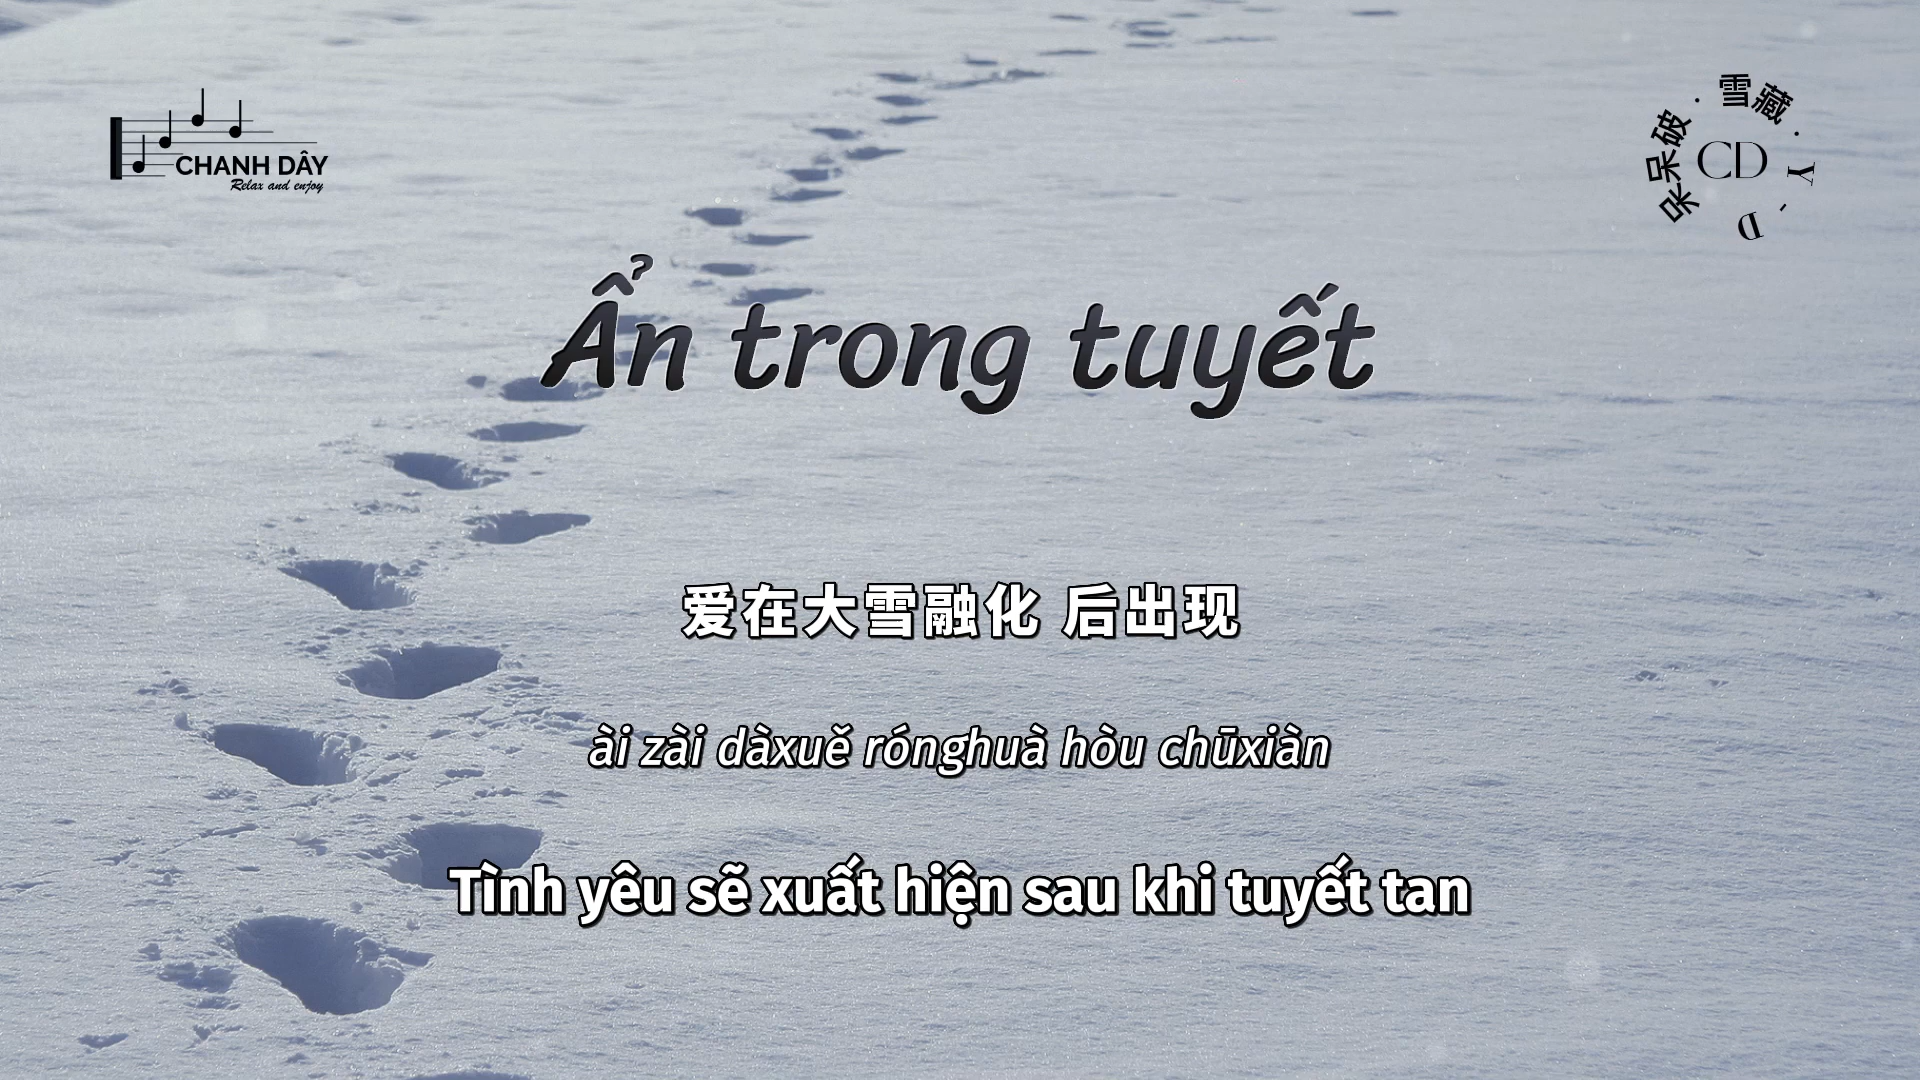 CHANH DÂY
Relax and enjoy
呆呆破 · 雪藏 · Y - D
CD
Ẩn trong tuyết
爱在大雪融化 后出现
ài zài dàxuě rónghuà hòu chūxiàn
Tình yêu sẽ xuất hiện sau khi tuyết tan